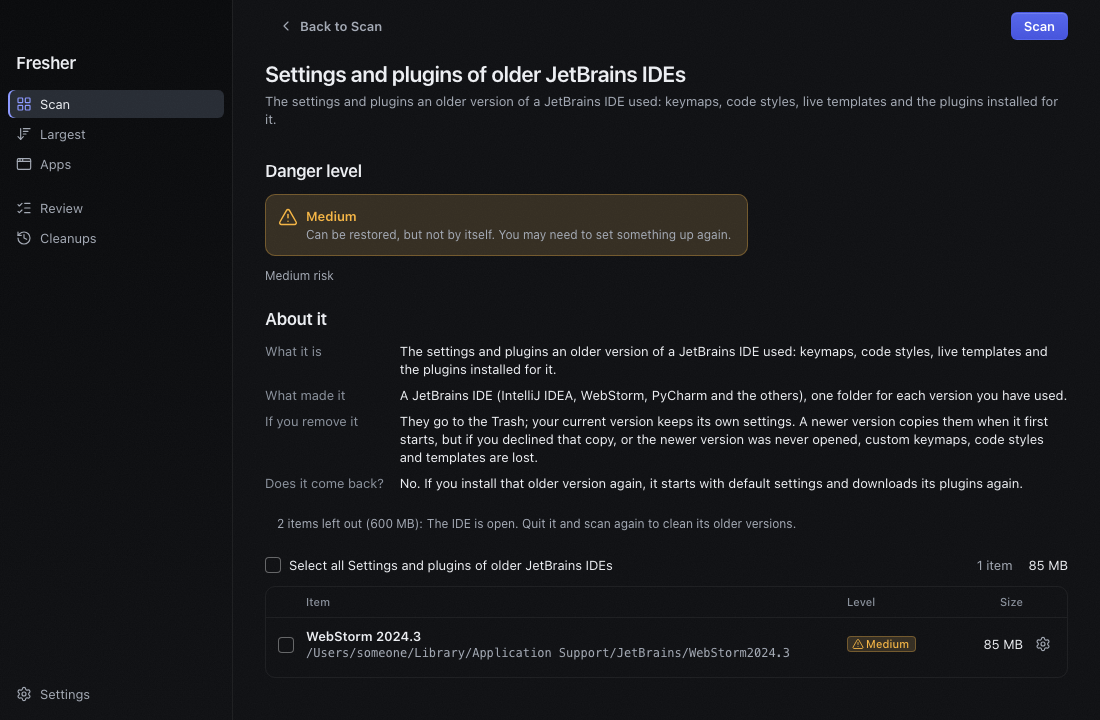 Back to Scan
Scan
Fresher
Scan
Largest
Apps
Review
Cleanups
Settings
Settings and plugins of older JetBrains IDEs
The settings and plugins an older version of a JetBrains IDE used: keymaps, code styles, live templates and the plugins installed for
it.
Danger level
Medium
Can be restored, but not by itself. You may need to set something up again.
Medium risk
About it
What it is
The settings and plugins an older version of a JetBrains IDE used: keymaps, code styles, live templates and
the plugins installed for it.
What made it
A JetBrains IDE (IntelliJ IDEA, WebStorm, PyCharm and the others), one folder for each version you have used.
If you remove it
They go to the Trash; your current version keeps its own settings. A newer version copies them when it first
starts, but if you declined that copy, or the newer version was never opened, custom keymaps, code styles
and templates are lost.
Does it come back?
No. If you install that older version again, it starts with default settings and downloads its plugins again.
2 items left out (600 MB): The IDE is open. Quit it and scan again to clean its older versions.
Select all Settings and plugins of older JetBrains IDEs
1 item
85 MB
Item
Level
Size
WebStorm 2024.3
/Users/someone/Library/Application Support/JetBrains/WebStorm2024.3
Medium
85 MB